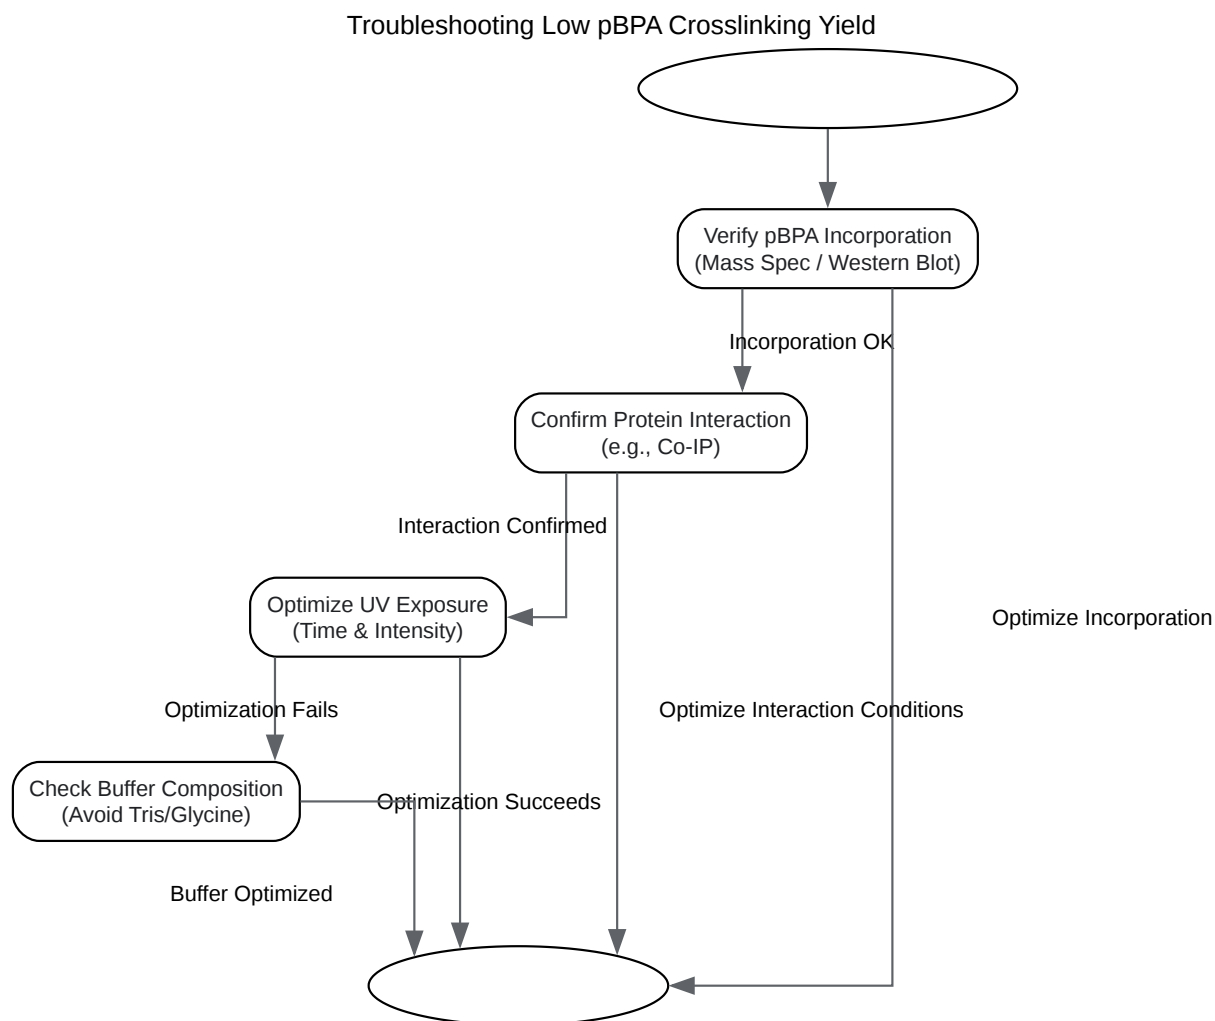 Troubleshooting Low pBPA Crosslinking Yield
Verify pBPA Incorporation
(Mass Spec / Western Blot)
Incorporation OK
Confirm Protein Interaction
(e.g., Co-IP)
Interaction Confirmed
Optimize UV Exposure
(Time & Intensity)
Optimize Incorporation
Optimization Fails
Optimize Interaction Conditions
Check Buffer Composition
(Avoid Tris/Glycine)
Optimization Succeeds
Buffer Optimized